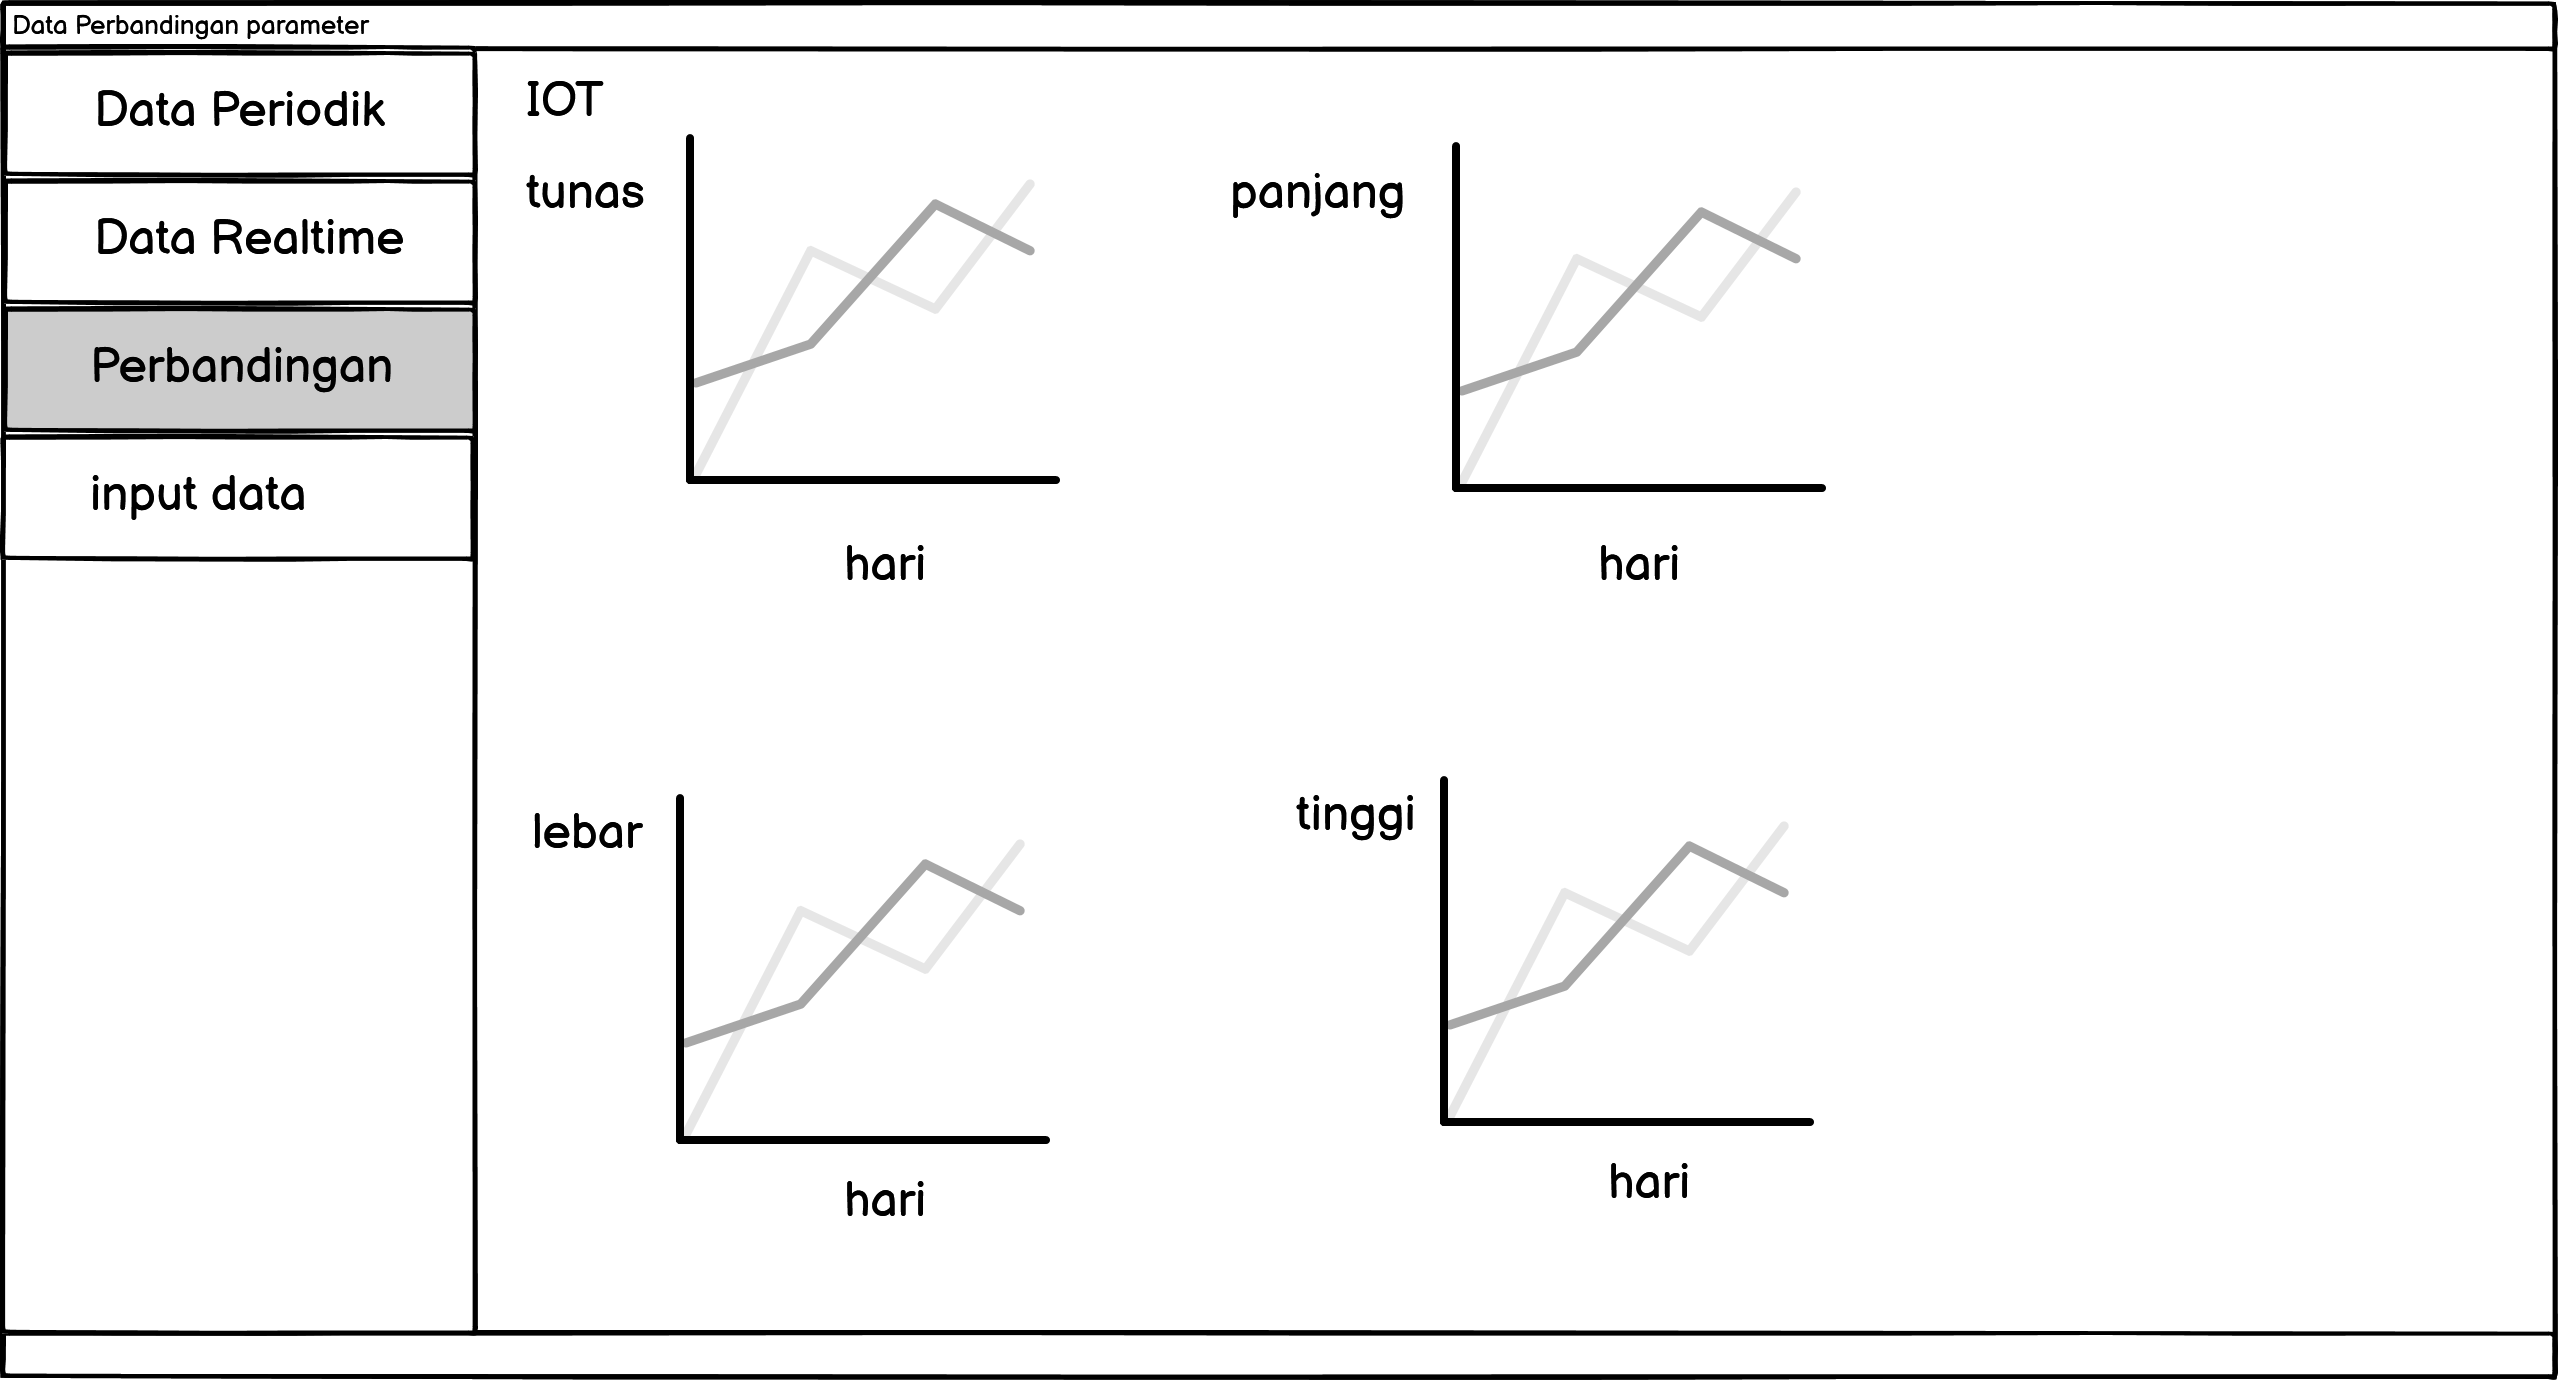 Data Perbandingan parameter
Data Periodik
Data Realtime
Perbandingan
input data
IOT
tunas
hari
panjang
hari
lebar
hari
tinggi
hari